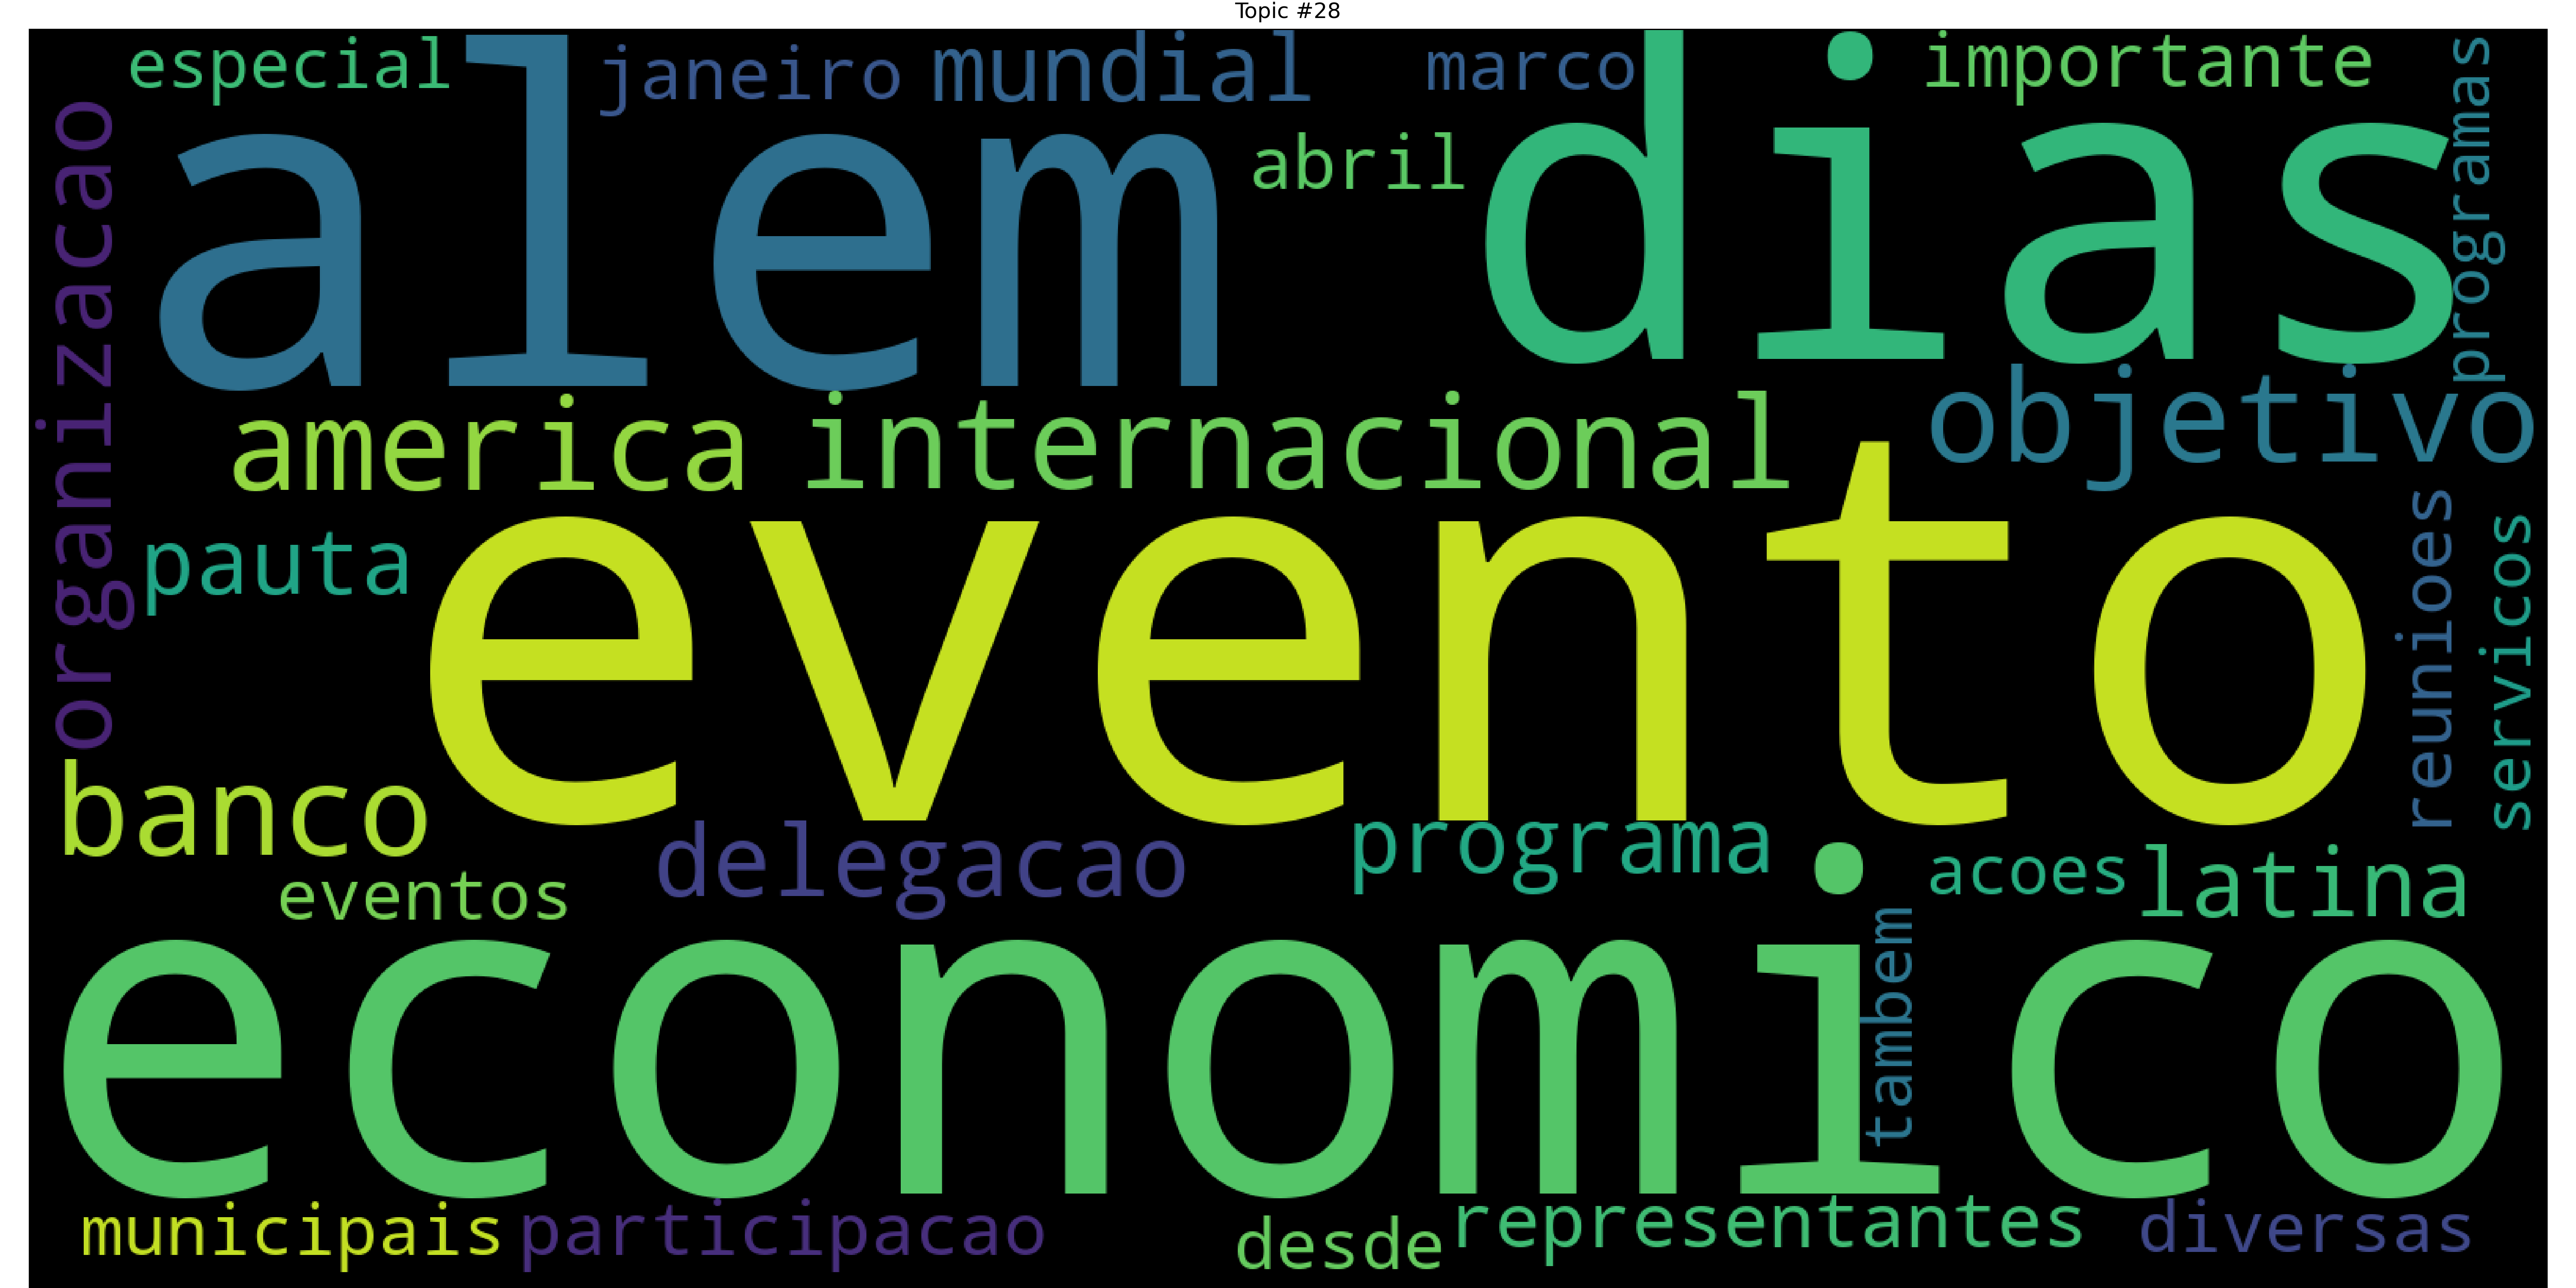 Topic #28
especial
janeiro
mundial
marco
importante
programas
organizacao
alem
abril
dias
america
internacional
objetivo
pauta
evento
reunioes
servicos
banco
delegacao
programa
acoes
latina
eventos
tambem
economico
municipais
participacao
desde
representantes
diversas